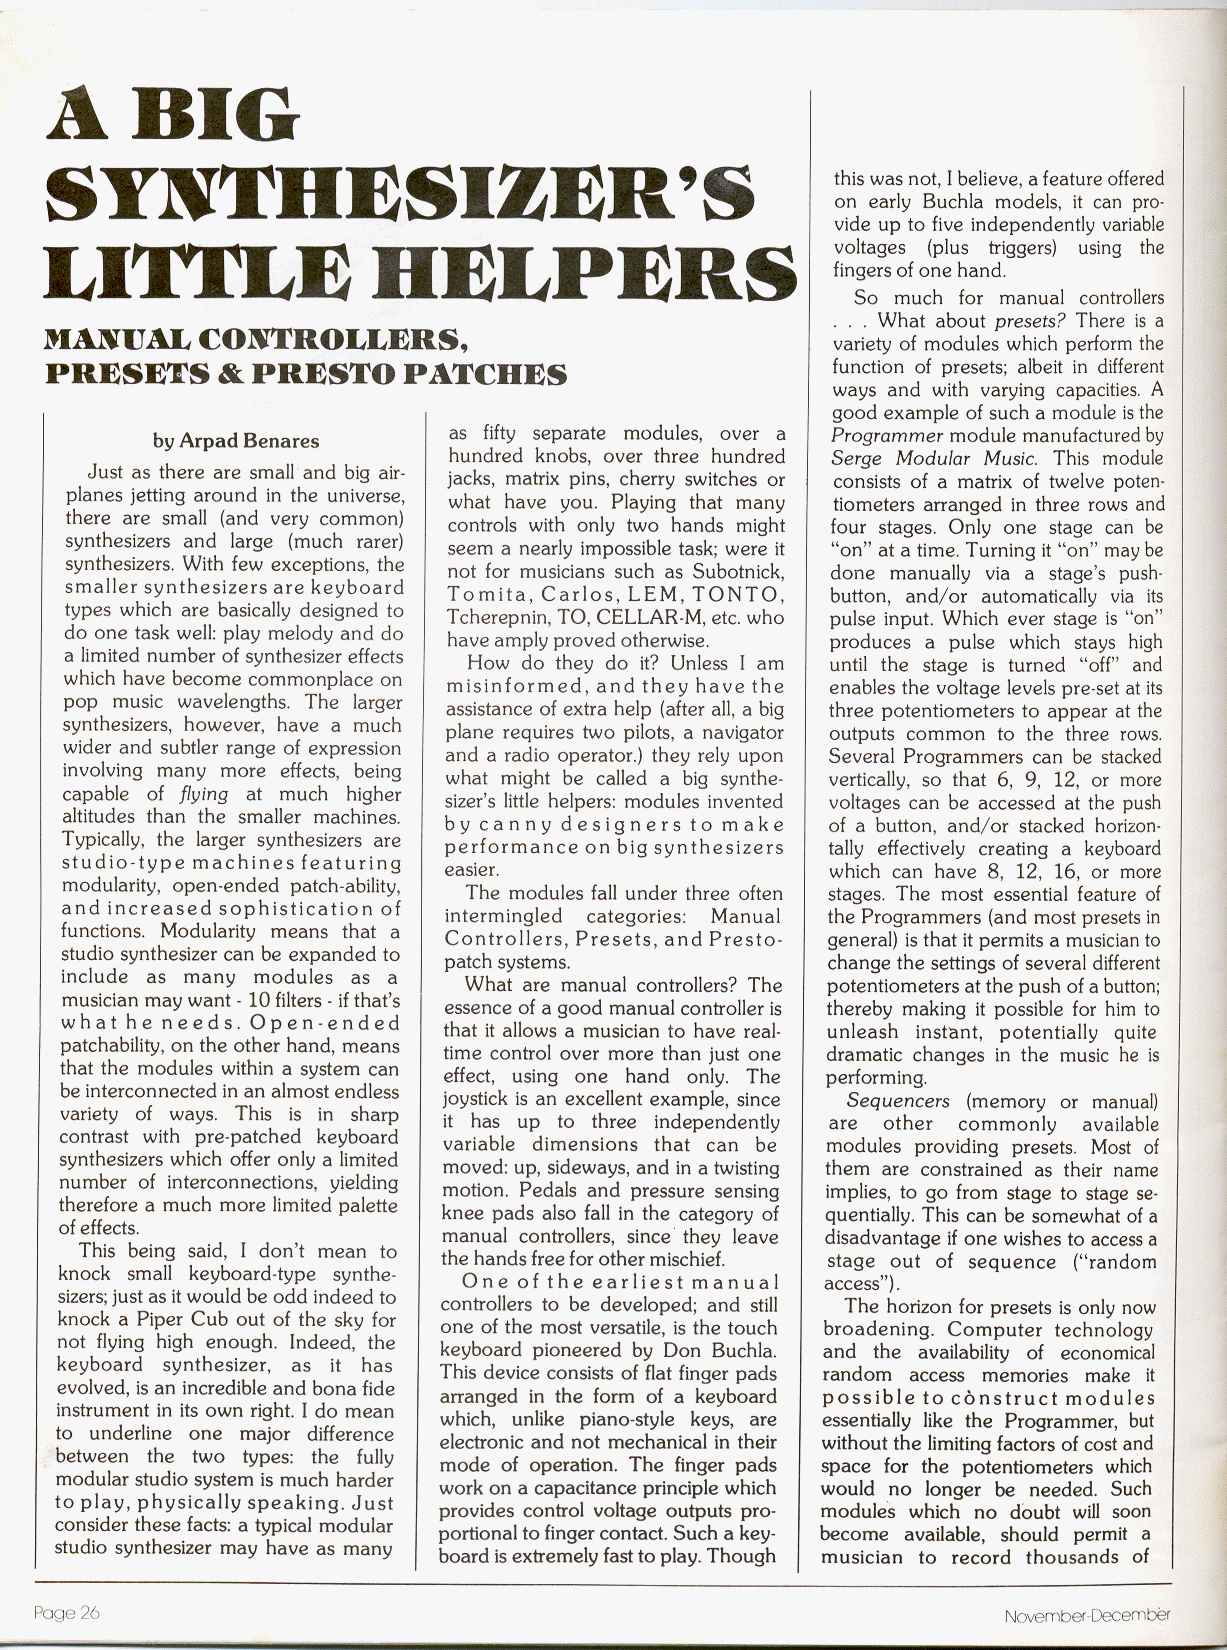 A BIG
SYNTHESIZER'S
LITTLE HELPERS
MANUAL CONTROLLERS,
PRESETS & PRESTO PATCHES
by Arpad Benares
Just as there are small and big air-
planes jetting around in the universe,
there are small (and very common)
synthesizers and large (much rarer)
synthesizers. With few exceptions, the
smaller synthesizers are keyboard
types which are basically designed to
do one task well: play melody and do
a limited number of synthesizer effects
which have become commonplace on
pop music wavelengths. The larger
synthesizers, however, have a much
wider and subtler range of expression
involving many more effects, being
capable of flying at much higher
altitudes than the smaller machines.
Typically, the larger synthesizers are
studio-type machines featuring
modularity, open-ended patch-ability,
and increased sophistication of
functions. Modularity means that a
studio synthesizer can be expanded to
include as many modules as a
musician may want - 10 filters - if that's
what he needs. Open-ended
patchability, on the other hand, means
that the modules within a system can
be interconnected in an almost endless
variety of ways. This is in sharp
contrast with pre-patched keyboard
synthesizers which offer only a limited
number of interconnections, yielding
therefore a much more limited palette
of effects.
This being said, I don't mean to
knock small keyboard-type synthe-
sizers; just as it would be odd indeed to
knock a Piper Cub out of the sky for
not flying high enough. Indeed, the
keyboard synthesizer, as it has
evolved, is an incredible and bona fide
instrument in its own right. I do mean
to underline one major difference
between the two types: the fully
modular studio system is much harder
to play, physically speaking. Just
consider these facts: a typical modular
studio synthesizer may have as many
as fifty separate modules, over a
hundred knobs, over three hundred
jacks, matrix pins, cherry switches or
what have you. Playing that many
controls with only two hands might
seem a nearly impossible task; were it
not for musicians such as Subotnick,
Tomita, Carlos, LEM, TONTO,
Tcherepnin, TO, CELLAR-M, etc. who
have amply proved otherwise.
How do they do it? Unless I am
misinformed, and they have the
assistance of extra help (after all, a big
plane requires two pilots, a navigator
and a radio operator.) they rely upon
what might be called a big synthe-
sizer's little helpers: modules invented
by canny designers to make
performance on big synthesizers
easier.
The modules fall under three often
intermingled categories: Manual
Controllers, Presets, and Presto-
patch systems.
What are manual controllers? The
essence of a good manual controller is
that it allows a musician to have real-
time control over more than just one
effect, using one hand only. The
joystick is an excellent example, since
it has up to three independently
variable dimensions that can be
moved: up, sideways, and in a twisting
motion. Pedals and pressure sensing
knee pads also fall in the category of
manual controllers, since they leave
the hands free for other mischief.
One of the earliest manual
controllers to be developed; and still
one of the most versatile, is the touch
keyboard pioneered by Don Buchla.
This device consists of flat finger pads
arranged in the form of a keyboard
which, unlike piano-style keys, are
electronic and not mechanical in their
mode of operation. The finger pads
work on a capacitance principle which
provides control voltage outputs pro-
portional to finger contact. Such a key-
board is extremely fast to play. Though
this was not, I believe, a feature offered
on early Buchla models, it can pro-
vide up to five independently variable
voltages (plus triggers) using the
fingers of one hand.
So much for manual controllers
. . . What about presets? There is a
variety of modules which perform the
function of presets; albeit in different
ways and with varying capacities. A
good example of such a module is the
Programmer module manufactured by
Serge Modular Music. This module
consists of a matrix of twelve poten-
tiometers arranged in three rows and
four stages. Only one stage can be
“on” at a time. Turning it “on” may be
done manually via a stage's push-
button, and/or automatically via its
pulse input. Which ever stage is “on”
produces a pulse which stays high
until the stage is turned “off” and
enables the voltage levels pre-set at its
three potentiometers to appear at the
outputs common to the three rows.
Several Programmers can be stacked
vertically, so that 6, 9, 12, or more
voltages can be accessed at the push
of a button, and/or stacked horizon-
tally effectively creating a keyboard
which can have 8, 12, 16, or more
stages. The most essential feature of
the Programmers (and most presets in
general) is that it permits a musician to
change the settings of several different
potentiometers at the push of a button;
thereby making it possible for him to
unleash instant, potentially quite
dramatic changes in the music he is
performing.
Sequencers (memory or manual)
are other commonly available
modules providing presets. Most of
them are constrained as their name
implies, to go from stage to stage se-
quentially. This can be somewhat of a
disadvantage if one wishes to access a
stage out of sequence (“random
access”).
The horizon for presets is only now
broadening. Computer technology
and the availability of economical
random access memories make it
possible to cònstruct modules
essentially like the Programmer, but
without the limiting factors of cost and
space for the potentiometers which
would no longer be needed. Such
modules which no doubt will soon
become available, should permit a
musician to record thousands of
Page 26
November-December